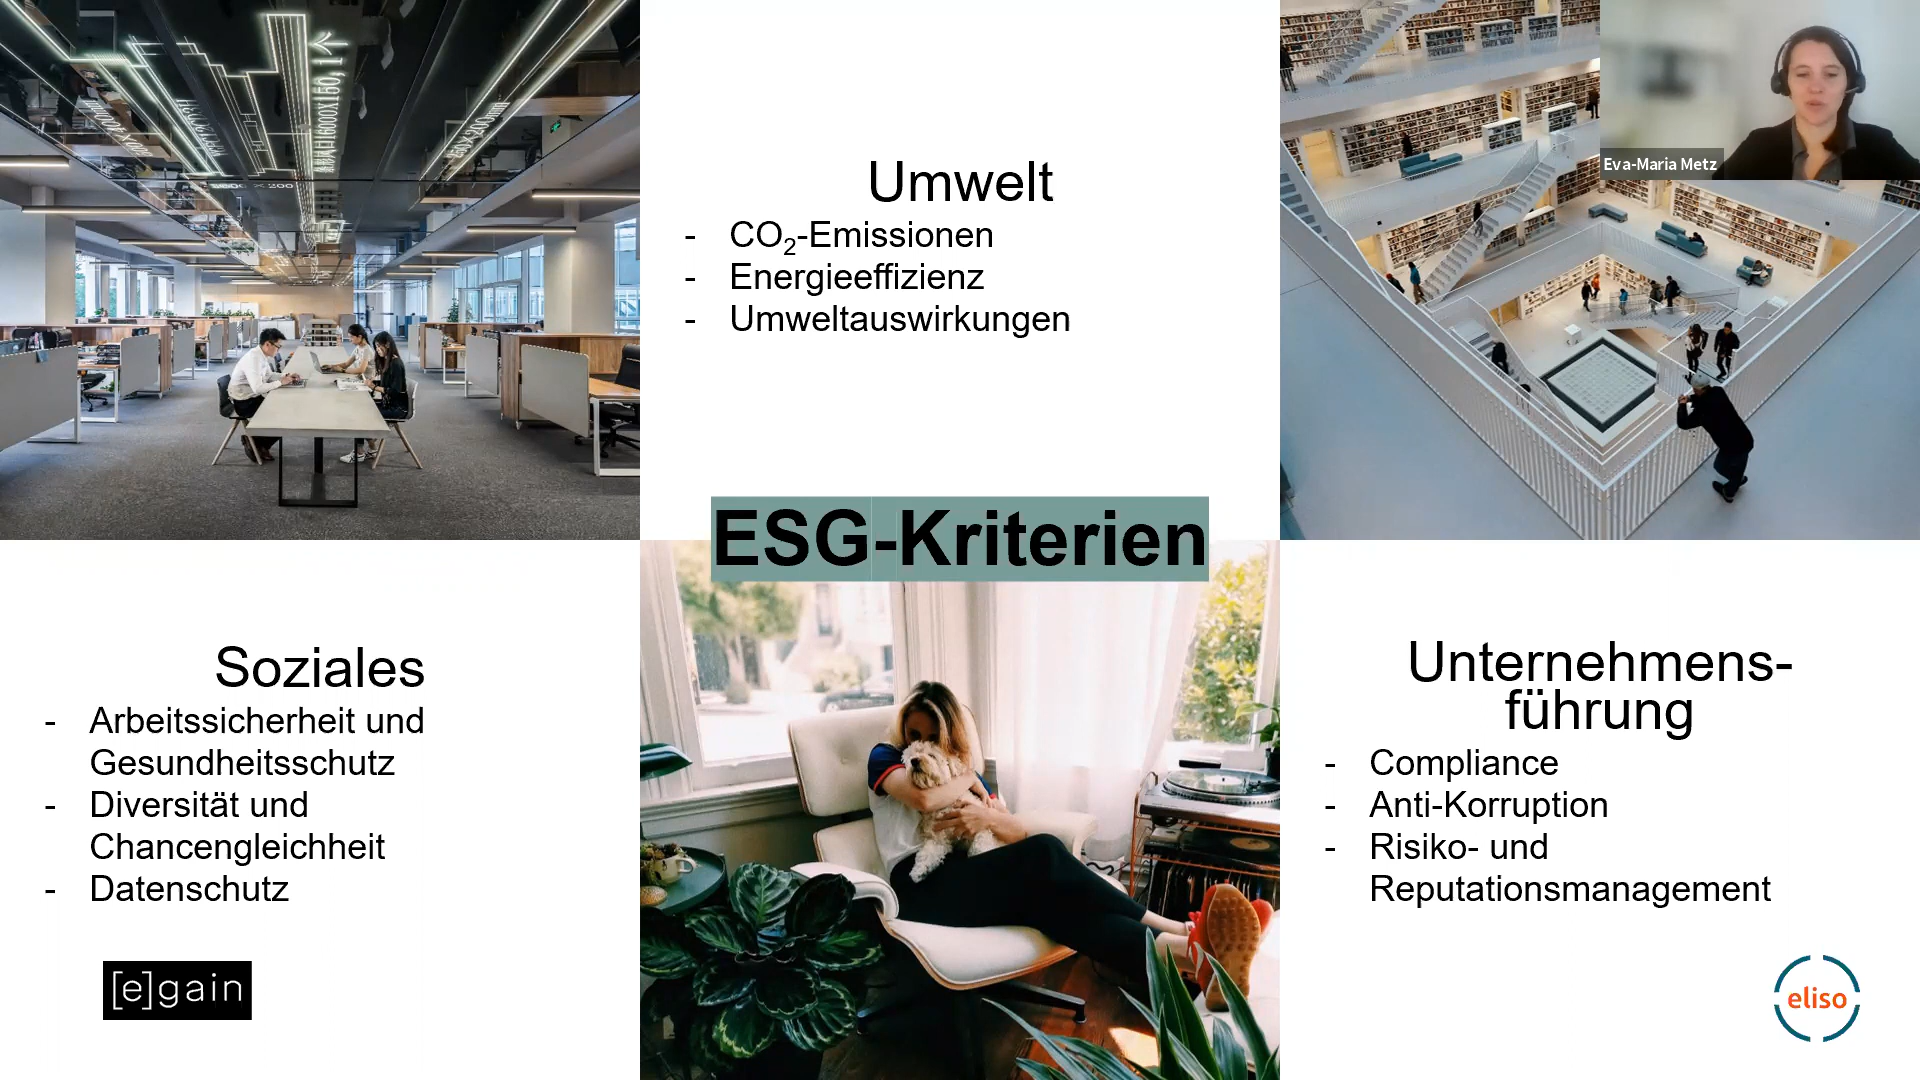 Eva-Maria Metz
Umwelt
- CO₂-Emissionen
- Energieeffizienz
- Umweltauswirkungen
ESG-Kriterien
Soziales
- Arbeitssicherheit und
Gesundheitsschutz
- Diversität und
Chancengleichheit
- Datenschutz
[e]gain
Unternehmens-
führung
- Compliance
- Anti-Korruption
- Risiko- und
Reputationsmanagement
eliso